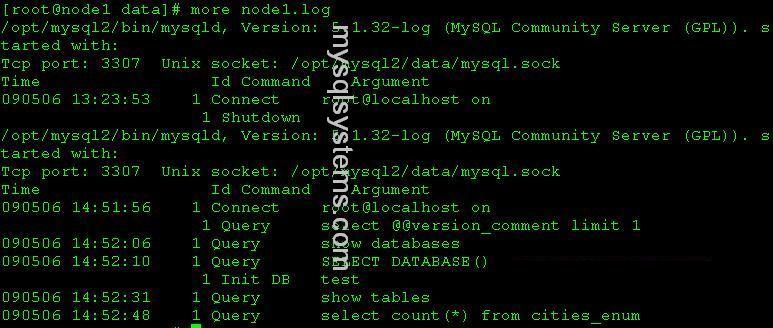 [root@node1 data]# more node1.log
/opt/mysql2/bin/mysqld, Version: 5.1.32-log (MySQL Community Server (GPL)). s
tarted with:
Tcp port: 3307  Unix socket: /opt/mysql2/data/mysql.sock
Time                 Id Command    Argument
090506 13:23:53     1 Connect   root@localhost on
1 Shutdown
/opt/mysql2/bin/mysqld, Version: 5.1.32-log (MySQL Community Server (GPL)). s
tarted with:
Tcp port: 3307  Unix socket: /opt/mysql2/data/mysql.sock
Time                 Id Command    Argument
090506 14:51:56     1 Connect   root@localhost on
1 Query     select @@version_comment limit 1
090506 14:52:06     1 Query     show databases
090506 14:52:10     1 Query     SELECT DATABASE()
1 Init DB   test
090506 14:52:31     1 Query     show tables
090506 14:52:48     1 Query     select count(*) from cities_enum
mysqlsystems.com